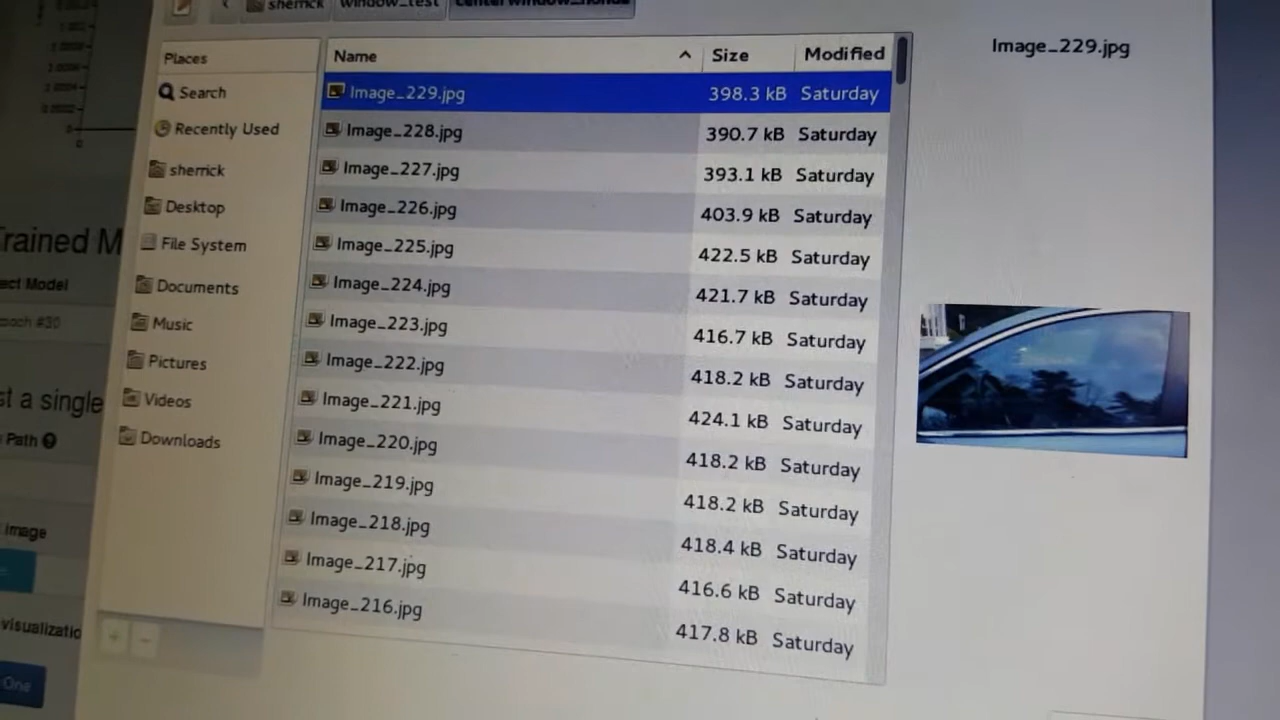 sherrick window_test
Image_229.jpg
Places
Search
Recently Used
sherrick
Desktop
File System
Documents
Music
Pictures
Videos
Downloads
Name Size Modified
Image_229.jpg 398.3 kB Saturday
Image_228.jpg 390.7 kB Saturday
Image_227.jpg 393.1 kB Saturday
Image_226.jpg 403.9 kB Saturday
Image_225.jpg 422.5 kB Saturday
Image_224.jpg 421.7 kB Saturday
Image_223.jpg 416.7 kB Saturday
Image_222.jpg 418.2 kB Saturday
Image_221.jpg 424.1 kB Saturday
Image_220.jpg 418.2 kB Saturday
Image_219.jpg 418.2 kB Saturday
Image_218.jpg 418.4 kB Saturday
Image_217.jpg 416.6 kB Saturday
Image_216.jpg 417.8 kB Saturday
Trained M
ect Model
#30
st a single
Path
Image
visualizatio
One